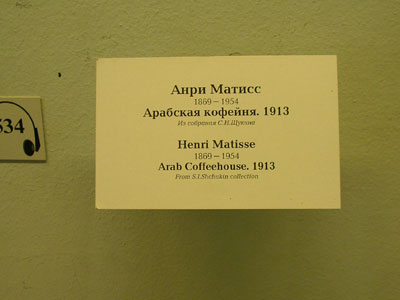 534
Анри Матисс
1869 — 1954
Арабская кофейня. 1913
Из собрания С.И.Щукина
Henri Matisse
1869 — 1954
Arab Coffeehouse. 1913
From S.I.Shchukin collection